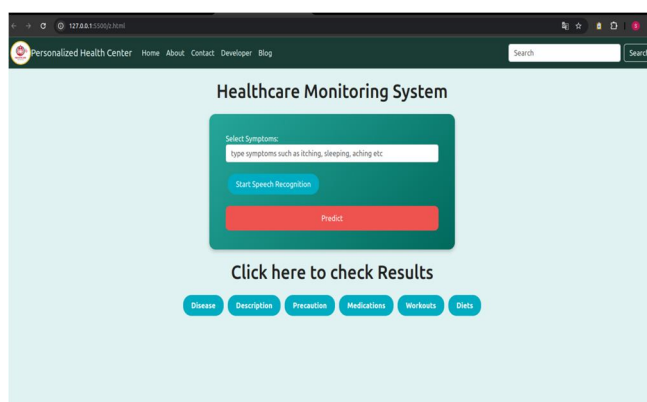 127.0.0.1:5500/z.html
Personalized Health Center Home About Contact Developer Blog Search Search
Healthcare Monitoring System
Select Symptoms:
type symptoms such as itching, sleeping, aching etc
Start Speech Recognition
Predict
Click here to check Results
Disease Description Precaution Medications Workouts Diets